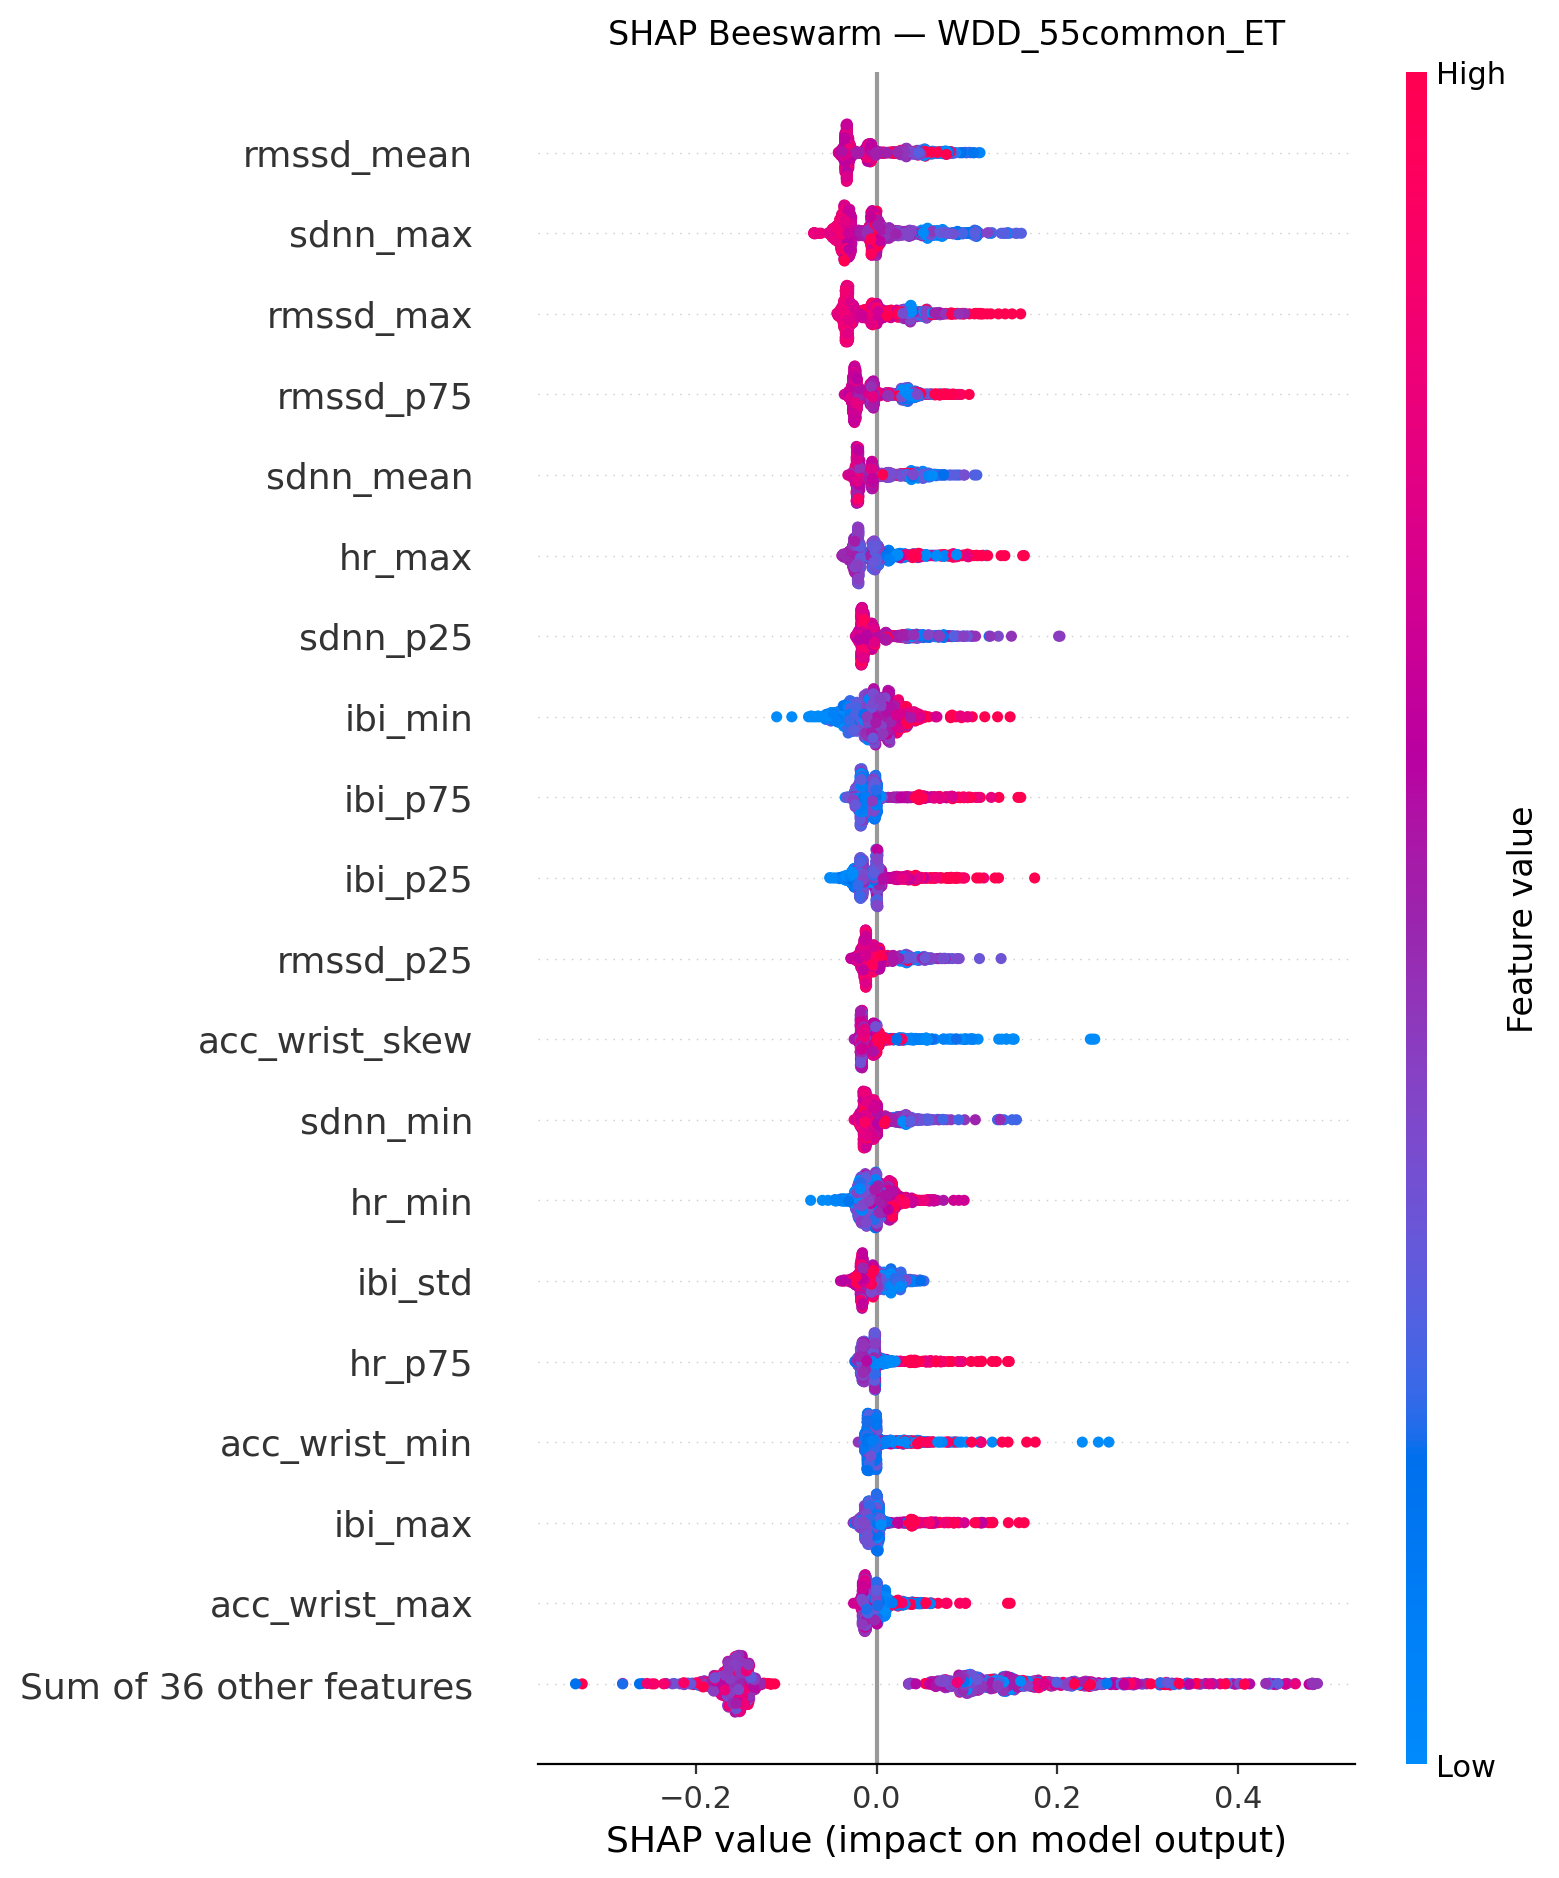 SHAP Beeswarm — WDD_55common_ET
High
rmssd_mean
sdnn_max
rmssd_max
rmssd_p75
sdnn_mean
hr_max
sdnn_p25
ibi_min
ibi_p75
ibi_p25
rmssd_p25
acc_wrist_skew
sdnn_min
hr_min
ibi_std
hr_p75
acc_wrist_min
ibi_max
acc_wrist_max
Sum of 36 other features
Feature value
Low
−0.2 0.0 0.2 0.4
SHAP value (impact on model output)